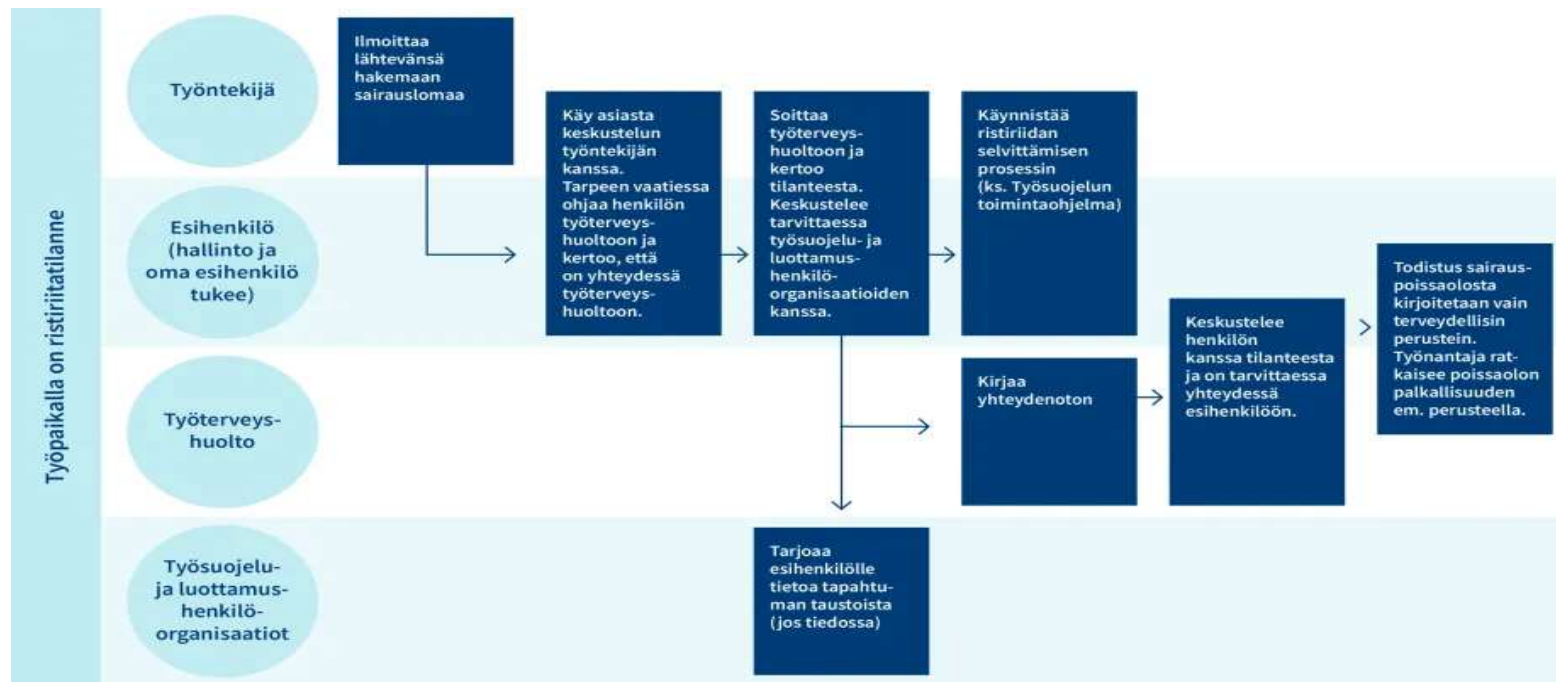 Työpaikalla on ristiriitatilanne
Työntekijä
Ilmoittaa
lähtevänsä
hakemaan
sairauslomaa
Esihenkilö
(hallinto ja
oma esihenkilö
tukee)
Käy asiasta
keskustelun
työntekijän
kanssa.
Tarpeen vaatiessa
ohjaa henkilön
työterveys-
huoltoon ja
kertoo, että
on yhteydessä
työterveys-
huoltoon.
Soittaa
työterveys-
huoltoon ja
kertoo
tilanteesta.
Keskustelee
tarvittaessa
työsuojelu- ja
luottamus-
henkilö-
organisaatioiden
kanssa.
Käynnistää
ristiriidan
selvittämisen
prosessin
(ks. Työsuojelun
toimintaohjelma)
Työterveys-
huolto
Kirjaa
yhteydenoton
Keskustelee
henkilön
kanssa tilanteesta
ja on tarvittaessa
yhteydessä
esihenkilöön.
Todistus sairaus-
poissaolosta
kirjoitetaan vain
terveydellisin
perustein.
Työnantaja rat-
kaisee poissaolon
palkallisuuden
em. perusteella.
Työsuojelu-
ja luottamus-
henkilö-
organisaatiot
Tarjoaa
esihenkilölle
tietoa tapahtu-
man taustoista
(jos tiedossa)